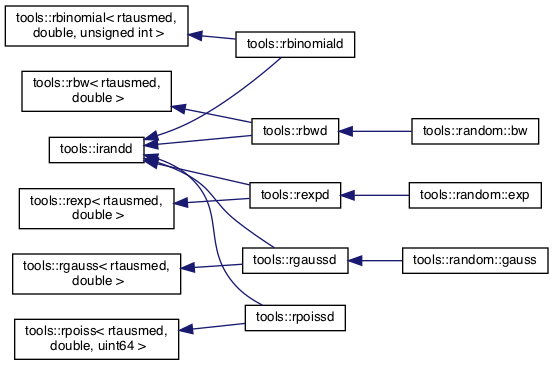 tools::rbinomial< rtausmed,
double, unsigned int >
tools::rbinomiald
tools::rbw< rtausmed,
double >
tools::rbwd
tools::random::bw
tools::irandd
tools::rexp< rtausmed,
double >
tools::rexpd
tools::random::exp
tools::rgauss< rtausmed,
double >
tools::rgaussd
tools::random::gauss
tools::rpoiss< rtausmed,
double, uint64 >
tools::rpoissd